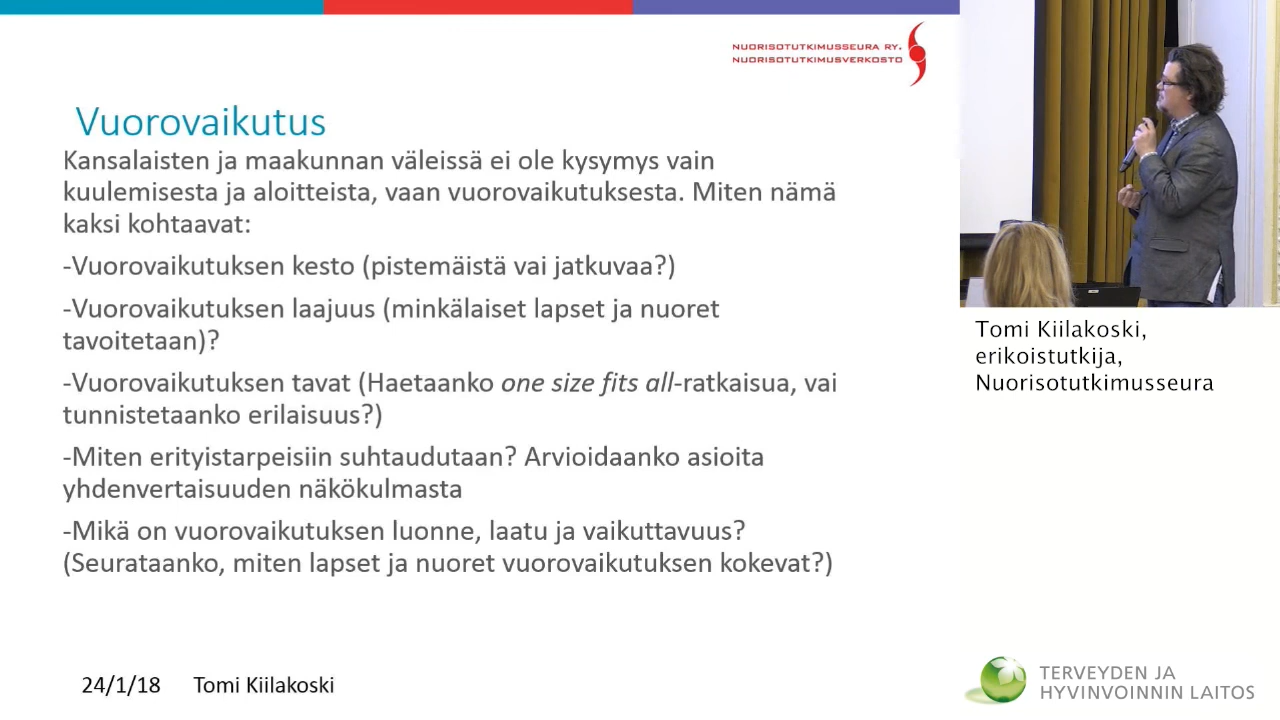 NUORISOTUTKIMUSSEURA RY.
NUORISOTUTKIMUSVERKOSTO
Vuorovaikutus
Kansalaisten ja maakunnan väleissä ei ole kysymys vain
kuulemisesta ja aloitteista, vaan vuorovaikutuksesta. Miten nämä
kaksi kohtaavat:
-Vuorovaikutuksen kesto (pistemäistä vai jatkuvaa?)
-Vuorovaikutuksen laajuus (minkälaiset lapset ja nuoret
tavoitetaan)?
-Vuorovaikutuksen tavat (Haetaanko one size fits all-ratkaisua, vai
tunnistetaanko erilaisuus?)
-Miten erityistarpeisiin suhtaudutaan? Arvioidaanko asioita
yhdenvertaisuuden näkökulmasta
-Mikä on vuorovaikutuksen luonne, laatu ja vaikuttavuus?
(Seurataanko, miten lapset ja nuoret vuorovaikutuksen kokevat?)
24/1/18 Tomi Kiilakoski
Tomi Kiilakoski,
erikoistutkija,
Nuorisotutkimusseura
TERVEYDEN JA
HYVINVOINNIN LAITOS